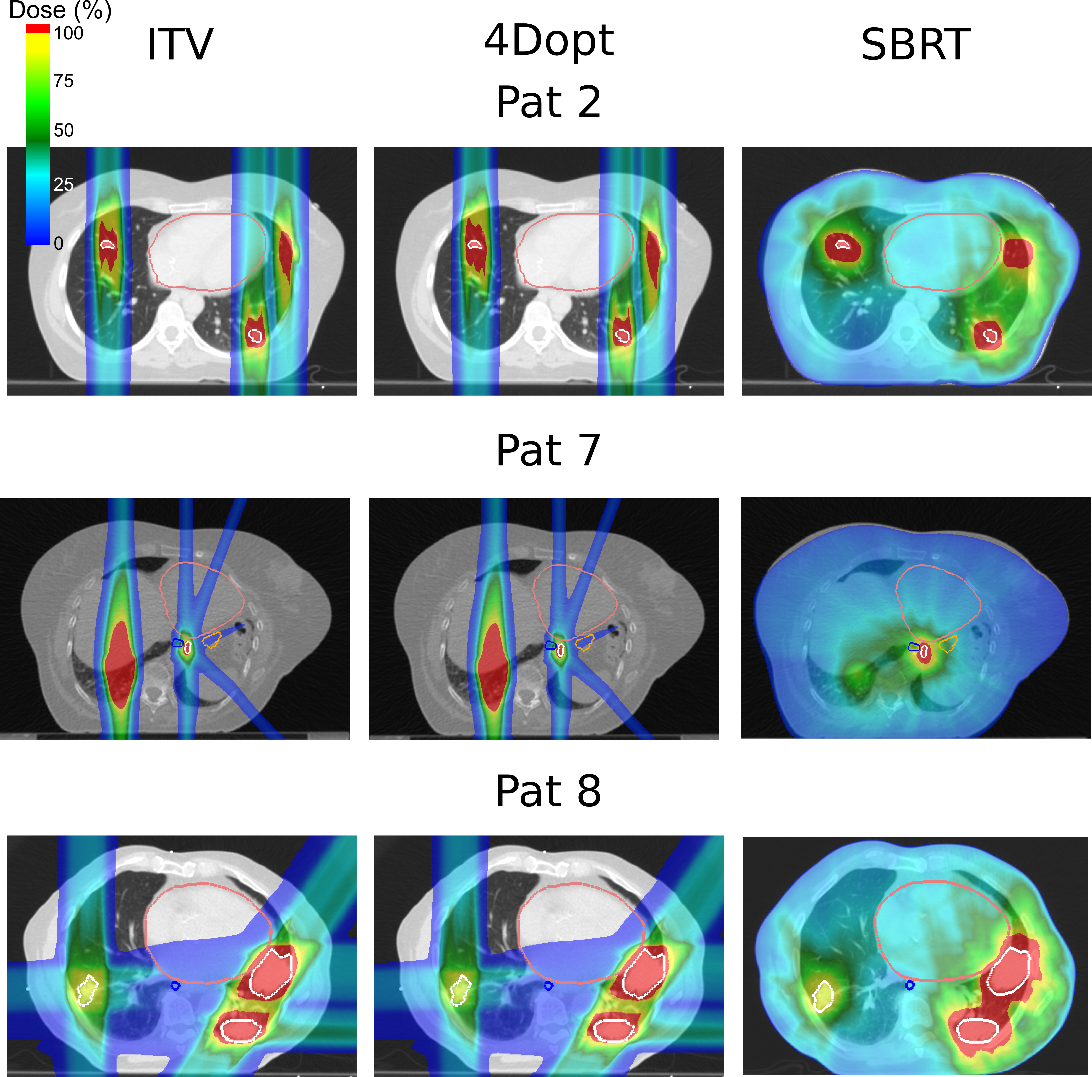 Dose (%)
100
75
50
25
0
ITV
4Dopt
SBRT
Pat 2
Pat 7
Pat 8